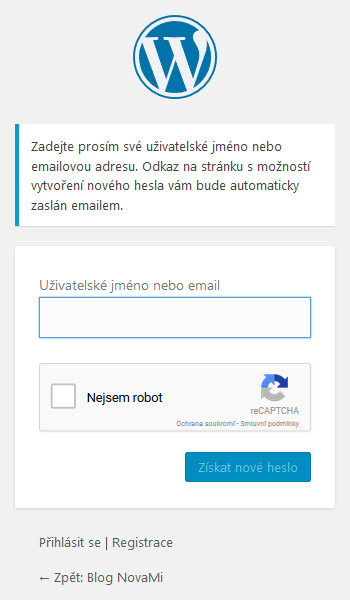 Zadejte prosím své uživatelské jméno nebo
emailovou adresu. Odkaz na stránku s možností
vytvoření nového hesla vám bude automaticky
zaslán emailem.
Uživatelské jméno nebo email
Nejsem robot
reCAPTCHA
Ochrana soukromí - Smluvní podmínky
Získat nové heslo
Přihlásit se | Registrace
← Zpět: Blog NovaMi